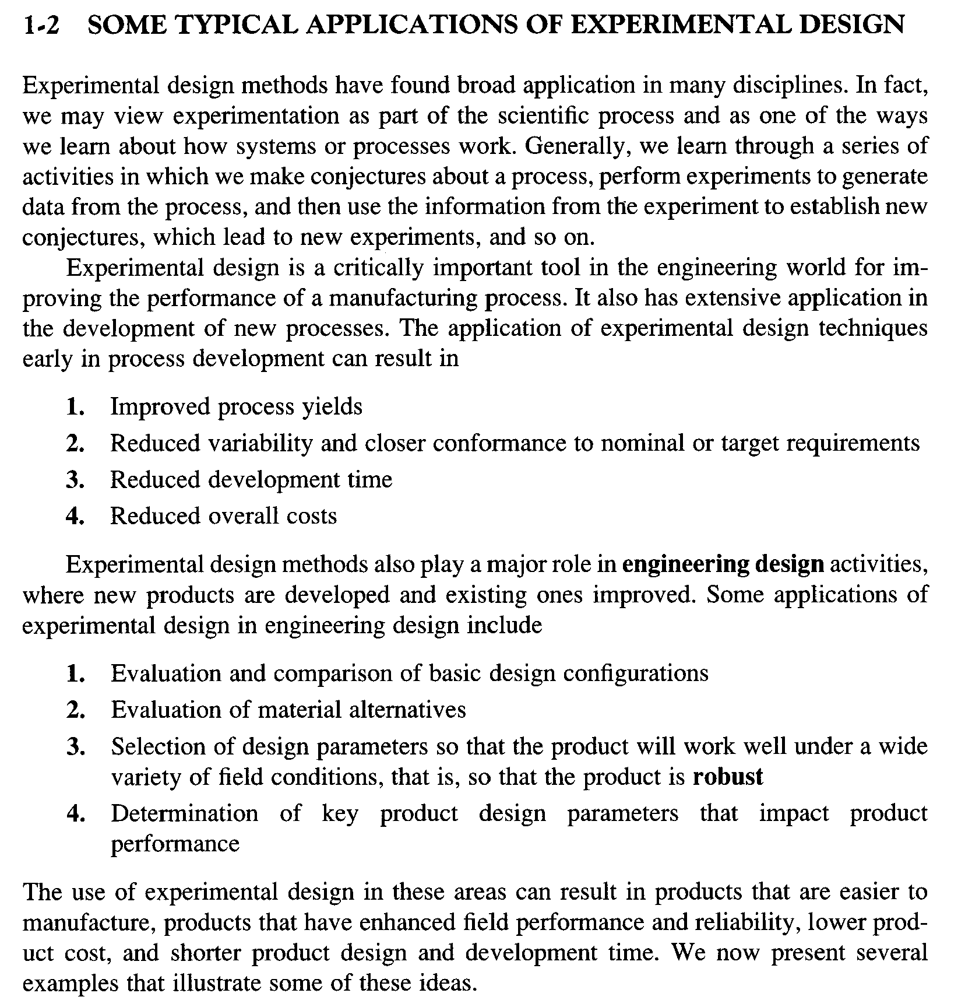 1-2 SOME TYPICAL APPLICATIONS OF EXPERIMENTAL DESIGN
Experimental design methods have found broad application in many disciplines. In fact,
we may view experimentation as part of the scientific process and as one of the ways
we learn about how systems or processes work. Generally, we learn through a series of
activities in which we make conjectures about a process, perform experiments to generate
data from the process, and then use the information from the experiment to establish new
conjectures, which lead to new experiments, and so on.
Experimental design is a critically important tool in the engineering world for im-
proving the performance of a manufacturing process. It also has extensive application in
the development of new processes. The application of experimental design techniques
early in process development can result in
1. Improved process yields
2. Reduced variability and closer conformance to nominal or target requirements
3. Reduced development time
4. Reduced overall costs
Experimental design methods also play a major role in engineering design activities,
where new products are developed and existing ones improved. Some applications of
experimental design in engineering design include
1. Evaluation and comparison of basic design configurations
2. Evaluation of material alternatives
3. Selection of design parameters so that the product will work well under a wide
variety of field conditions, that is, so that the product is robust
4. Determination of key product design parameters that impact product
performance
The use of experimental design in these areas can result in products that are easier to
manufacture, products that have enhanced field performance and reliability, lower prod-
uct cost, and shorter product design and development time. We now present several
examples that illustrate some of these ideas.